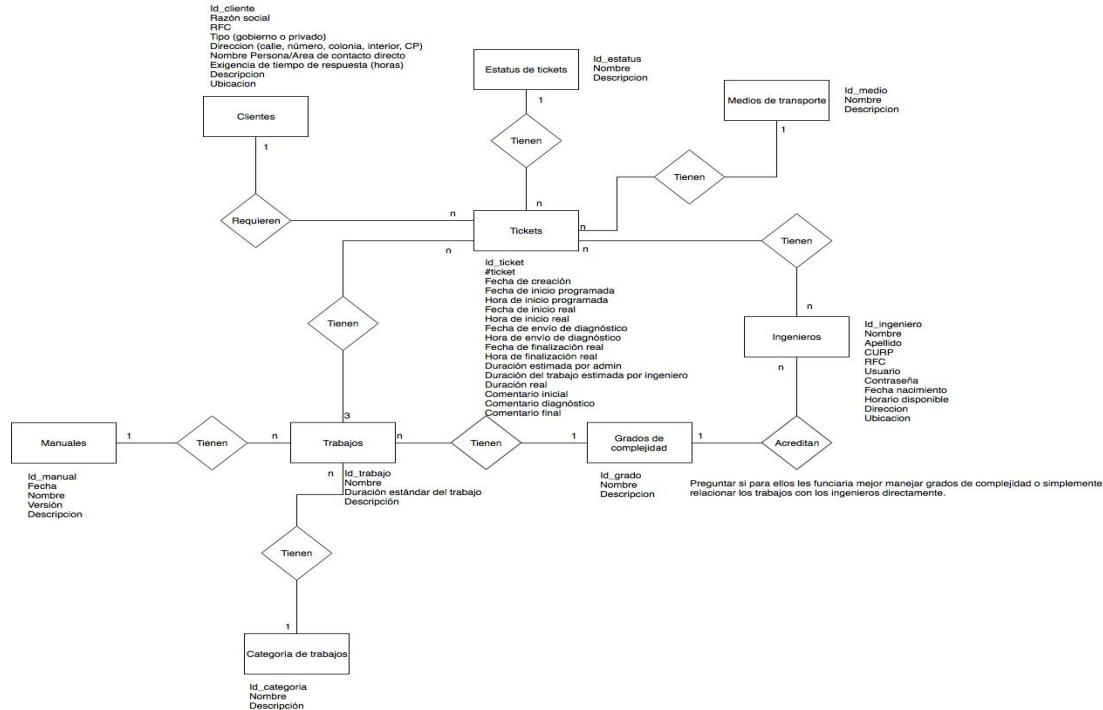 Id_cliente
Razón social
RFC
Tipo (gobierno o privado)
Direccion (calle, número, colonia, interior, CP)
Nombre Persona/Area de contacto directo
Exigencia de tiempo de respuesta (horas)
Descripcion
Ubicacion
Clientes
1
Requieren
n
Estatus de tickets
Id_estatus
Nombre
Descripcion
1
Tienen
n
Medios de transporte
Id_medio
Nombre
Descripcion
1
Tienen
n
Tickets
n
n
Tienen
n
Id_ticket
#ticket
Fecha de creación
Fecha de inicio programada
Hora de inicio programada
Fecha de inicio real
Hora de inicio real
Fecha de envío de diagnóstico
Hora de envío de diagnóstico
Fecha de finalización real
Hora de finalización real
Duración estimada por admin
Duración del trabajo estimada por ingeniero
Duración real
Comentario inicial
Comentario diagnóstico
Comentario final
Tienen
3
Ingenieros
Id_ingeniero
Nombre
Apellido
CURP
RFC
Usuario
Contraseña
Fecha nacimiento
Horario disponible
Direccion
Ubicacion
n
Manuales
1
Tienen
n
Trabajos
n
Tienen
1
Grados de
complejidad
1
Acreditan
Id_manual
Fecha
Nombre
Versión
Descripcion
n
Id_trabajo
Nombre
Duración estándar del trabajo
Descripción
Id_grado
Nombre
Descripcion
Preguntar si para ellos les funciaria mejor manejar grados de complejidad o simplemente
relacionar los trabajos con los ingenieros directamente.
Tienen
1
Categoría de trabajos
Id_categoria
Nombre
Descripción